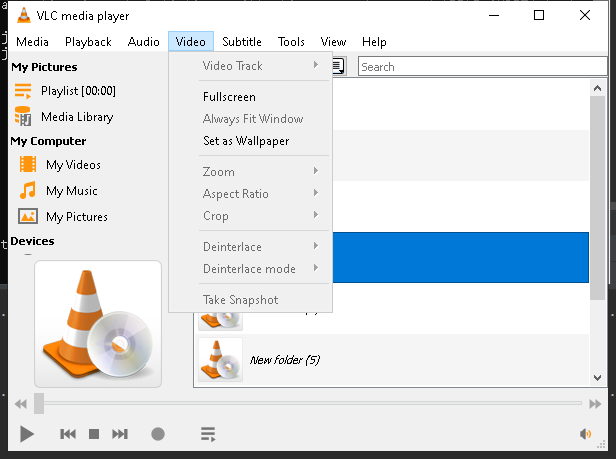 VLC media player
Media Playback Audio Video Subtitle Tools View Help
My Pictures
Playlist [00:00]
Media Library
My Computer
My Videos
My Music
My Pictures
Devices
Video Track
Fullscreen
Always Fit Window
Set as Wallpaper
Zoom
Aspect Ratio
Crop
Deinterlace
Deinterlace mode
Take Snapshot
Search
New folder (5)